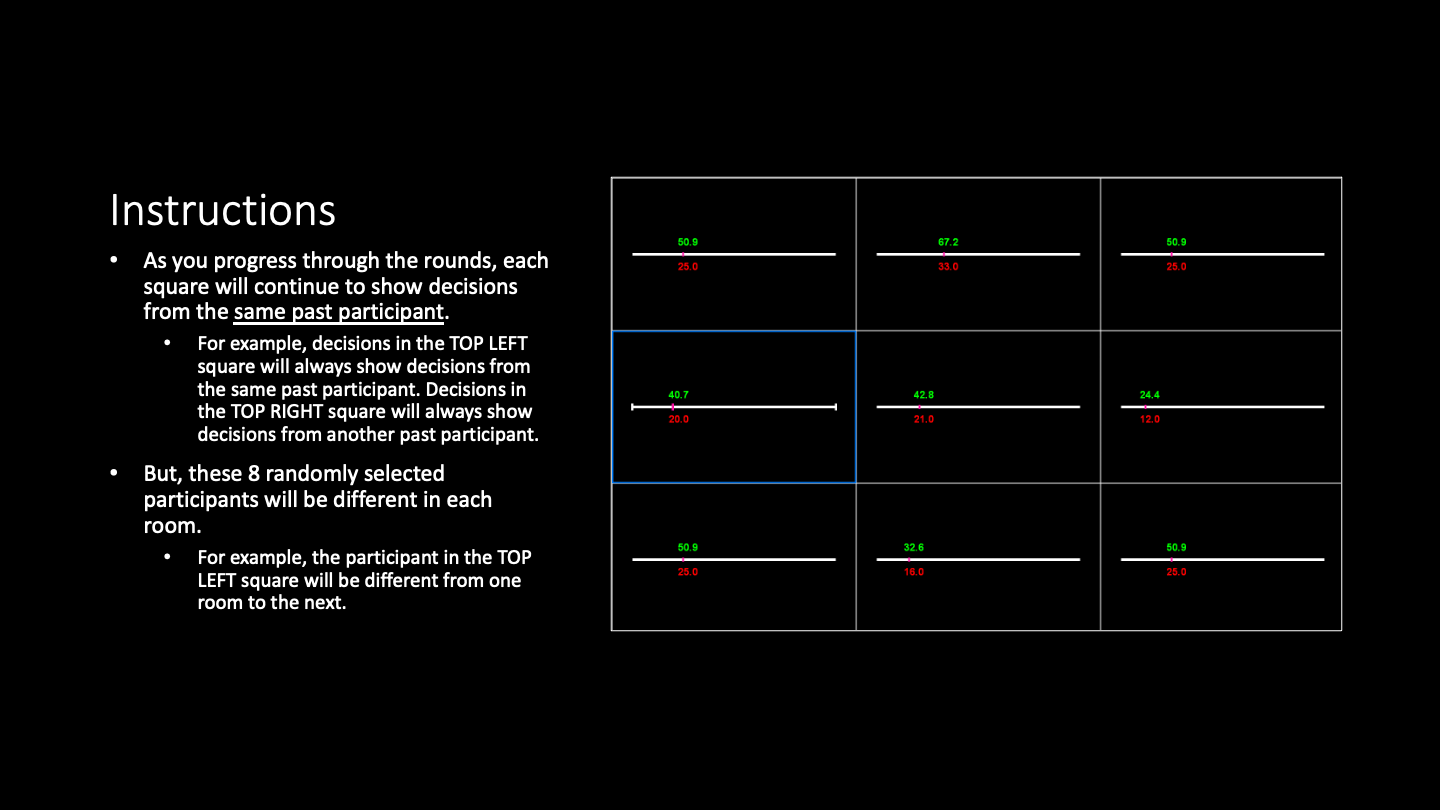 Instructions
• As you progress through the rounds, each
square will continue to show decisions
from the same past participant.
• For example, decisions in the TOP LEFT
square will always show decisions from
the same past participant. Decisions in
the TOP RIGHT square will always show
decisions from another past participant.
• But, these 8 randomly selected
participants will be different in each
room.
• For example, the participant in the TOP
LEFT square will be different from one
room to the next.
50.9 67.2 50.9
25.0 33.0 25.0
40.7 42.8 24.4
20.0 21.0 12.0
50.9 32.6 50.9
25.0 16.0 25.0